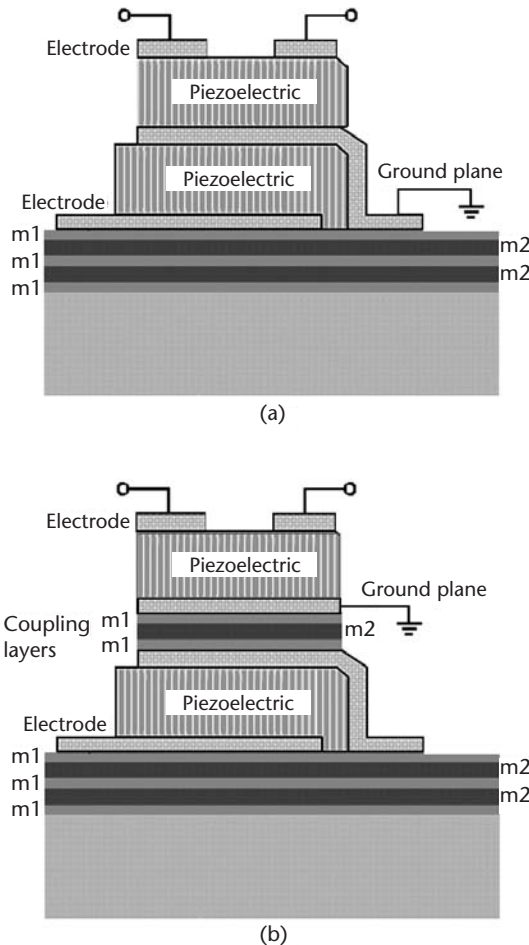 Electrode
Piezoelectric
Piezoelectric
Ground plane
Electrode
m1
m2
m1
m2
m1
(a)
Electrode
Piezoelectric
Ground plane
Coupling
layers
m1
m2
m1
Piezoelectric
Electrode
m1
m2
m1
m2
m1
(b)